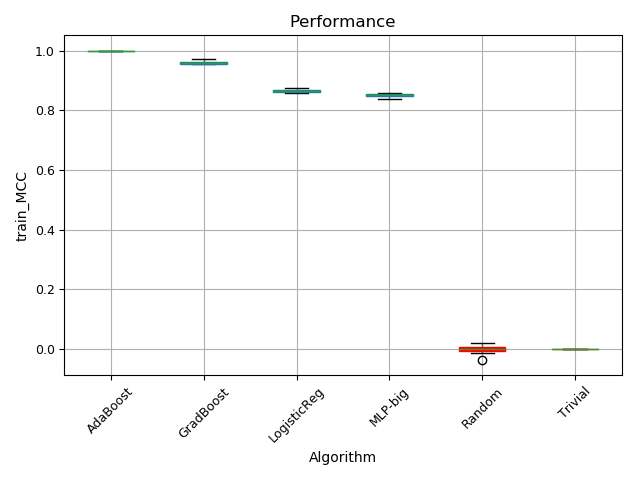 Performance
train_MCC
1.0
0.8
0.6
0.4
0.2
0.0
AdaBoost
GradBoost
LogisticReg
MLP-big
Random
Trivial
Algorithm